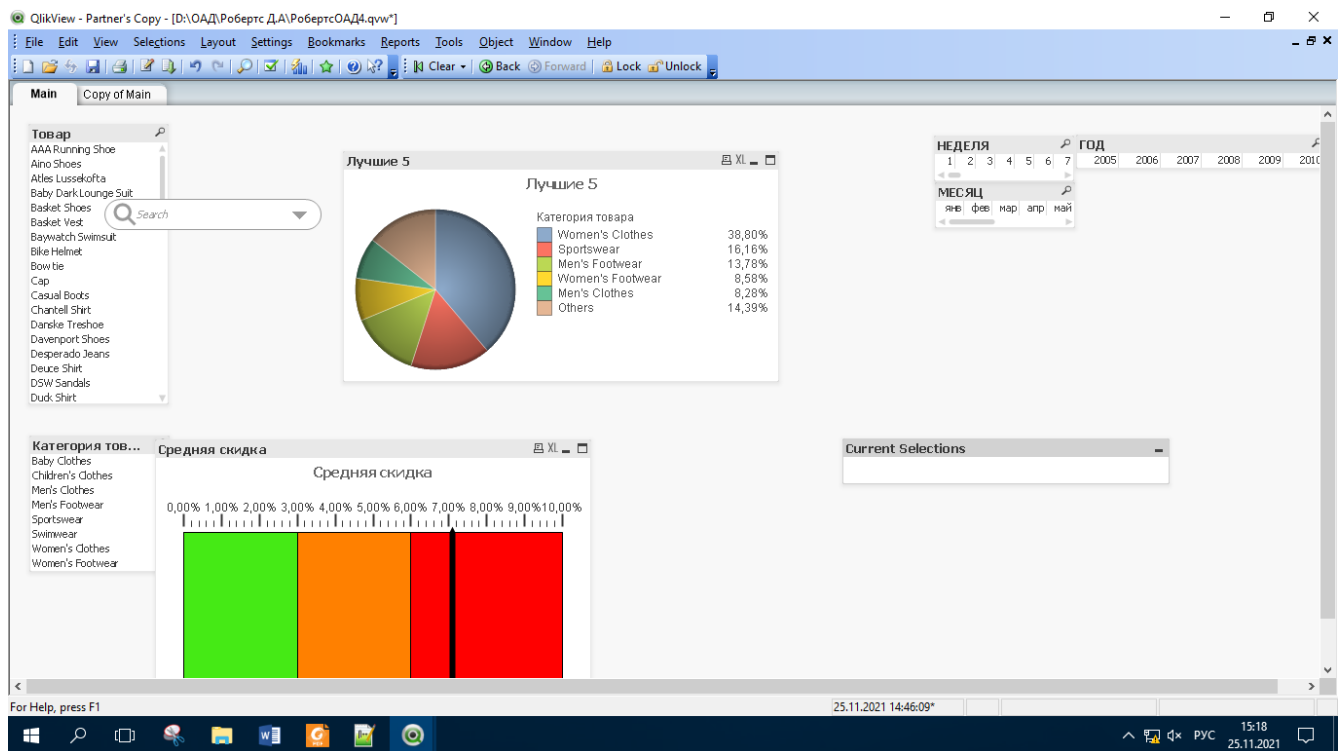 QlikView - Partner's Copy - [D:\ОАД\Робертс Д.А\РобертсОАД4.qvw*]
File Edit View Selections Layout Settings Bookmarks Reports Tools Object Window Help
Clear Back Forward Lock Unlock
Main Copy of Main
Товар
AAA Running Shoe
Aino Shoes
Atles Lussekofta
Baby Dark Lounge Suit
Basket Shoes
Basket Vest
Baywatch Swimsuit
Bike Helmet
Bow tie
Cap
Casual Boots
Chantell Shirt
Danske Treshoe
Davenport Shoes
Desperado Jeans
Deuce Shirt
DSW Sandals
Duck Shirt
Search
Лучшие 5 XL
Лучшие 5
Категория товара
Women's Clothes 38,80%
Sportswear 16,16%
Men's Footwear 13,78%
Women's Footwear 8,58%
Men's Clothes 8,28%
Others 14,39%
НЕДЕЛЯ
1 2 3 4 5 6 7
МЕСЯЦ
янв фев мар апр май
ГОД
2005 2006 2007 2008 2009 2010
Категория тов...
Baby Clothes
Children's Clothes
Men's Clothes
Men's Footwear
Sportswear
Swimwear
Women's Clothes
Women's Footwear
Средняя скидка XL
Средняя скидка
0,00% 1,00% 2,00% 3,00% 4,00% 5,00% 6,00% 7,00% 8,00% 9,00% 10,00%
Current Selections
For Help, press F1
25.11.2021 14:46:09*
РУС
15:18
25.11.2021